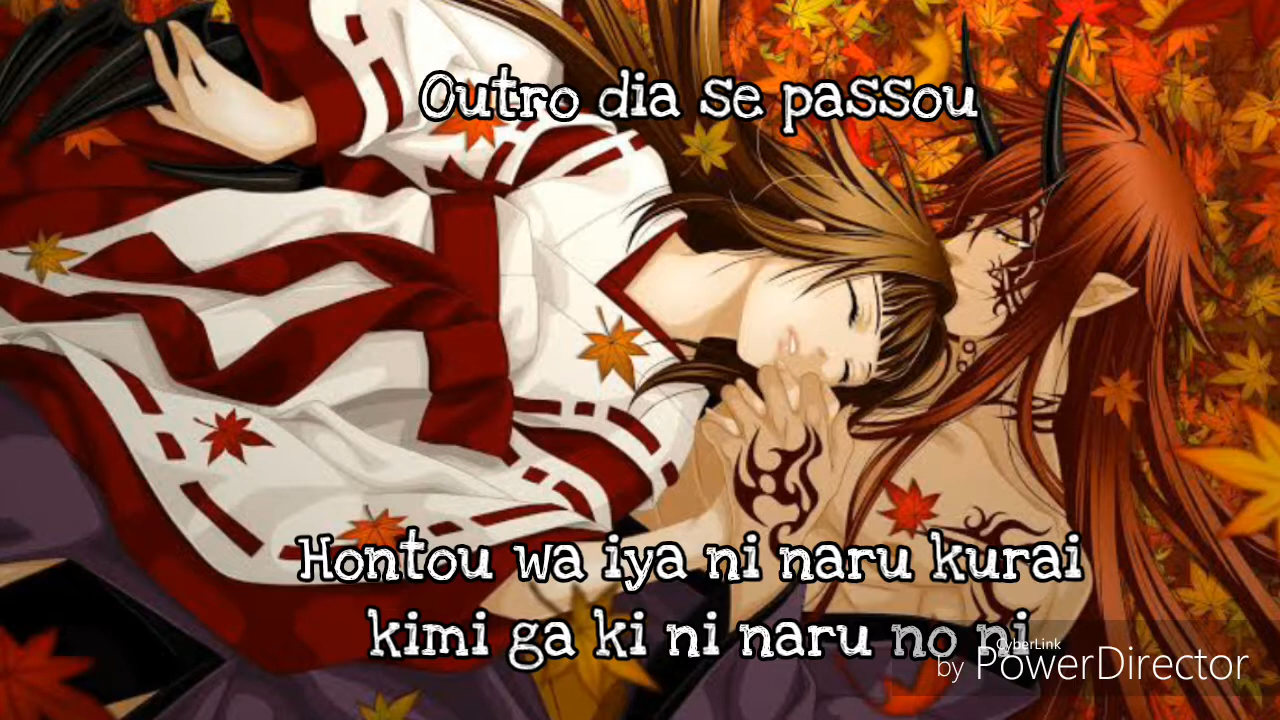 Outro dia se passou
Hontou wa iya ni naru kurai
kimi ga ki ni naru no ni
CyberLink
by PowerDirector